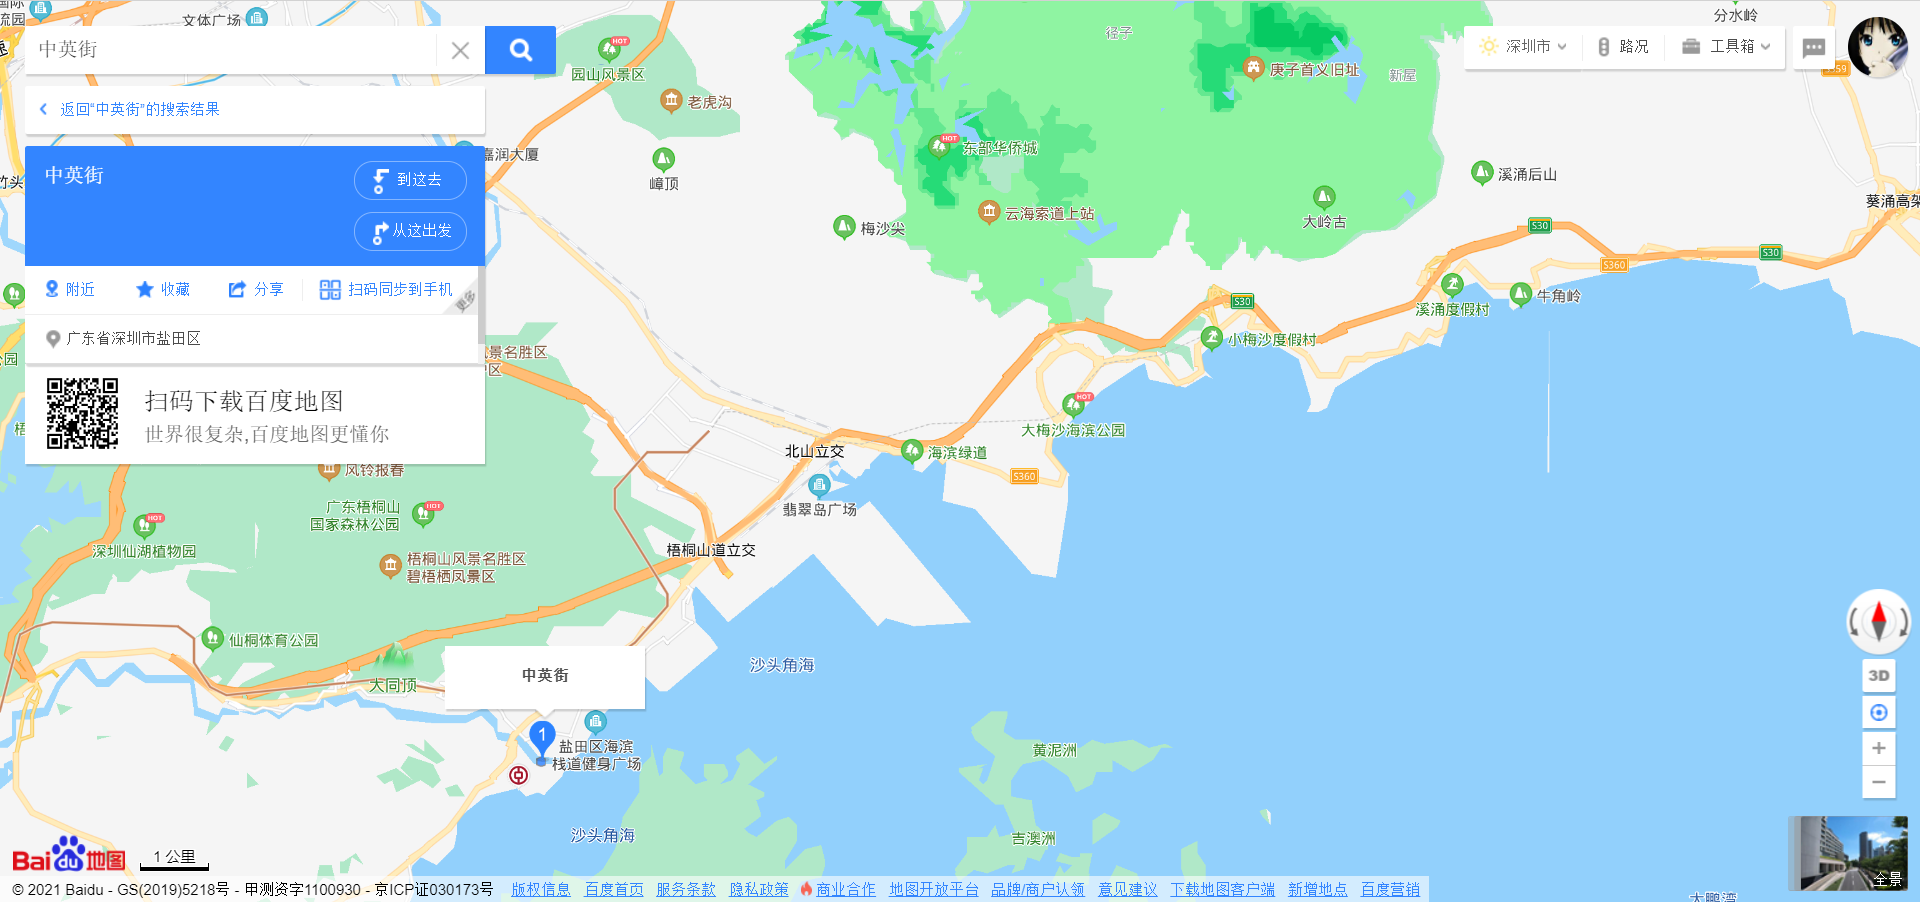 中英街
返回“中英街”的搜索结果
中英街
到这去
从这出发
附近
收藏
分享
扫码同步到手机
广东省深圳市盐田区
扫码下载百度地图
世界很复杂,百度地图更懂你
深圳市
路况
工具箱
文体广场
园山风景区
HOT
老虎沟
嘉润大厦
嶂顶
梅沙尖
径子
庚子首义旧址
新屋
分水岭
东部华侨城
HOT
云海索道上站
大岭古
溪涌后山
葵涌高架
S30
S30
S360
S30
溪涌度假村
牛角岭
小梅沙度假村
HOT
大梅沙海滨公园
北山立交
海滨绿道
S360
翡翠岛广场
风铃报春
广东梧桐山
国家森林公园
HOT
HOT
深圳仙湖植物园
梧桐山风景名胜区
碧梧栖凤景区
梧桐山道立交
仙桐体育公园
大同顶
沙头角海
中英街
1
盐田区海滨
栈道健身广场
黄泥洲
吉澳洲
沙头角海
3D
全景
Bai du 地图
1 公里
© 2021 Baidu - GS(2019)5218号 - 甲测资字1100930 - 京ICP证030173号 版权信息 百度首页 服务条款 隐私政策 商业合作 地图开放平台 品牌/商户认领 意见建议 下载地图客户端 新增地点 百度营销